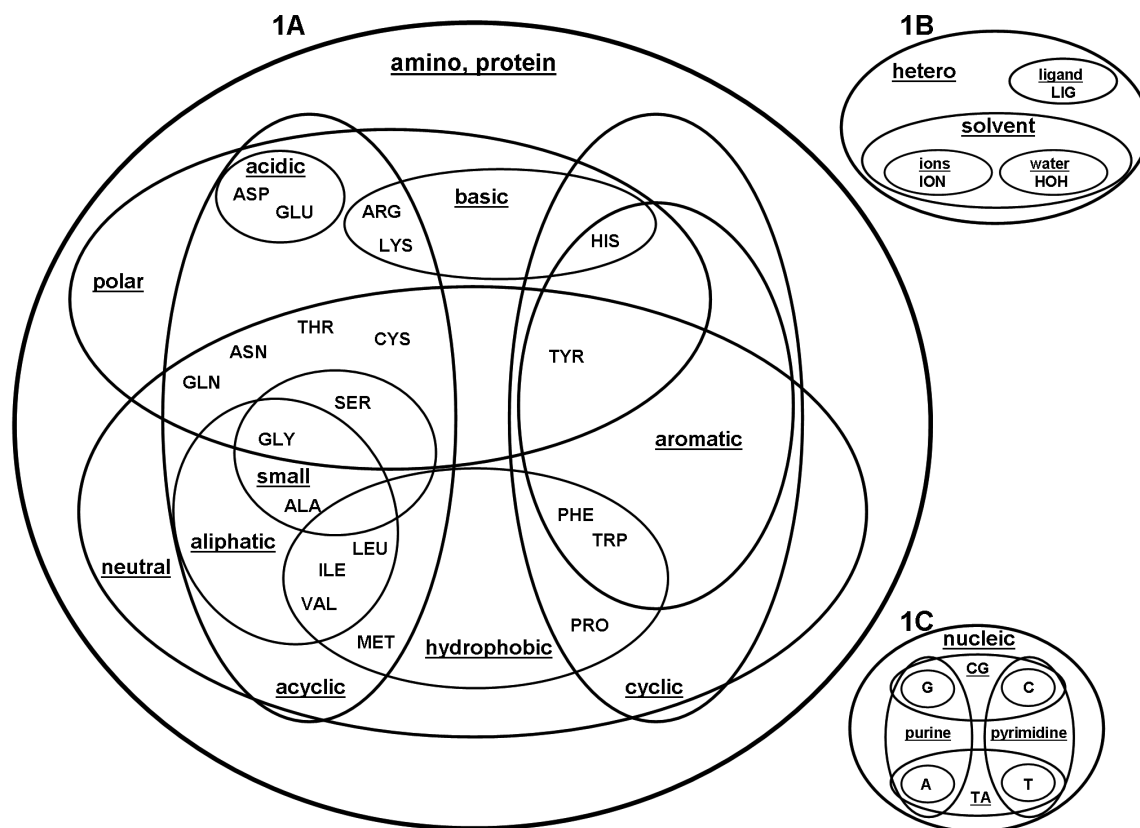 1A
amino, protein
acidic
ASP
GLU
basic
ARG
LYS
HIS
polar
THR
CYS
ASN
GLN
TYR
SER
GLY
small
ALA
aromatic
aliphatic
neutral
LEU
ILE
VAL
MET
PHE
TRP
PRO
hydrophobic
acyclic
cyclic
1B
hetero
ligand
LIG
solvent
ions
ION
water
HOH
1C
nucleic
CG
G
C
purine
pyrimidine
A
T
TA